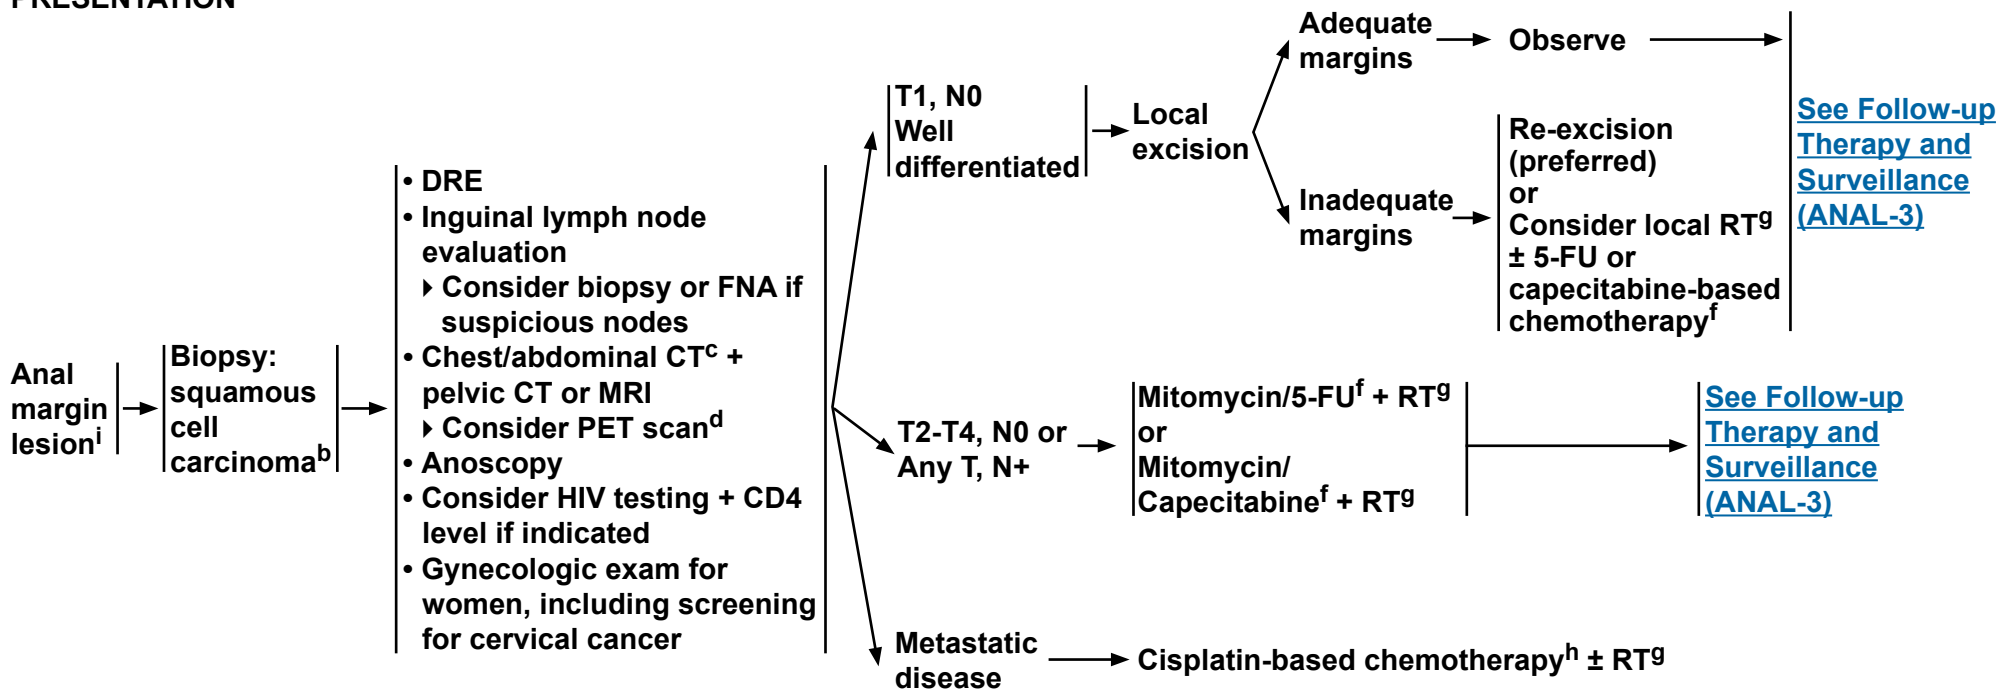 PRESENTATION
Anal
margin
lesionⁱ
Biopsy:
squamous
cell
carcinomaᵇ
• DRE
• Inguinal lymph node
evaluation
▸ Consider biopsy or FNA if
suspicious nodes
• Chest/abdominal CTᶜ +
pelvic CT or MRI
▸ Consider PET scanᵈ
• Anoscopy
• Consider HIV testing + CD4
level if indicated
• Gynecologic exam for
women, including screening
for cervical cancer
T1, N0
Well
differentiated
Local
excision
Adequate
margins
Observe
Inadequate
margins
Re-excision
(preferred)
or
Consider local RTᵍ
± 5-FU or
capecitabine-based
chemotherapyᶠ
See Follow-up
Therapy and
Surveillance
(ANAL-3)
T2-T4, N0 or
Any T, N+
Mitomycin/5-FUᶠ + RTᵍ
or
Mitomycin/
Capecitabineᶠ + RTᵍ
See Follow-up
Therapy and
Surveillance
(ANAL-3)
Metastatic
disease
Cisplatin-based chemotherapyʰ ± RTᵍ